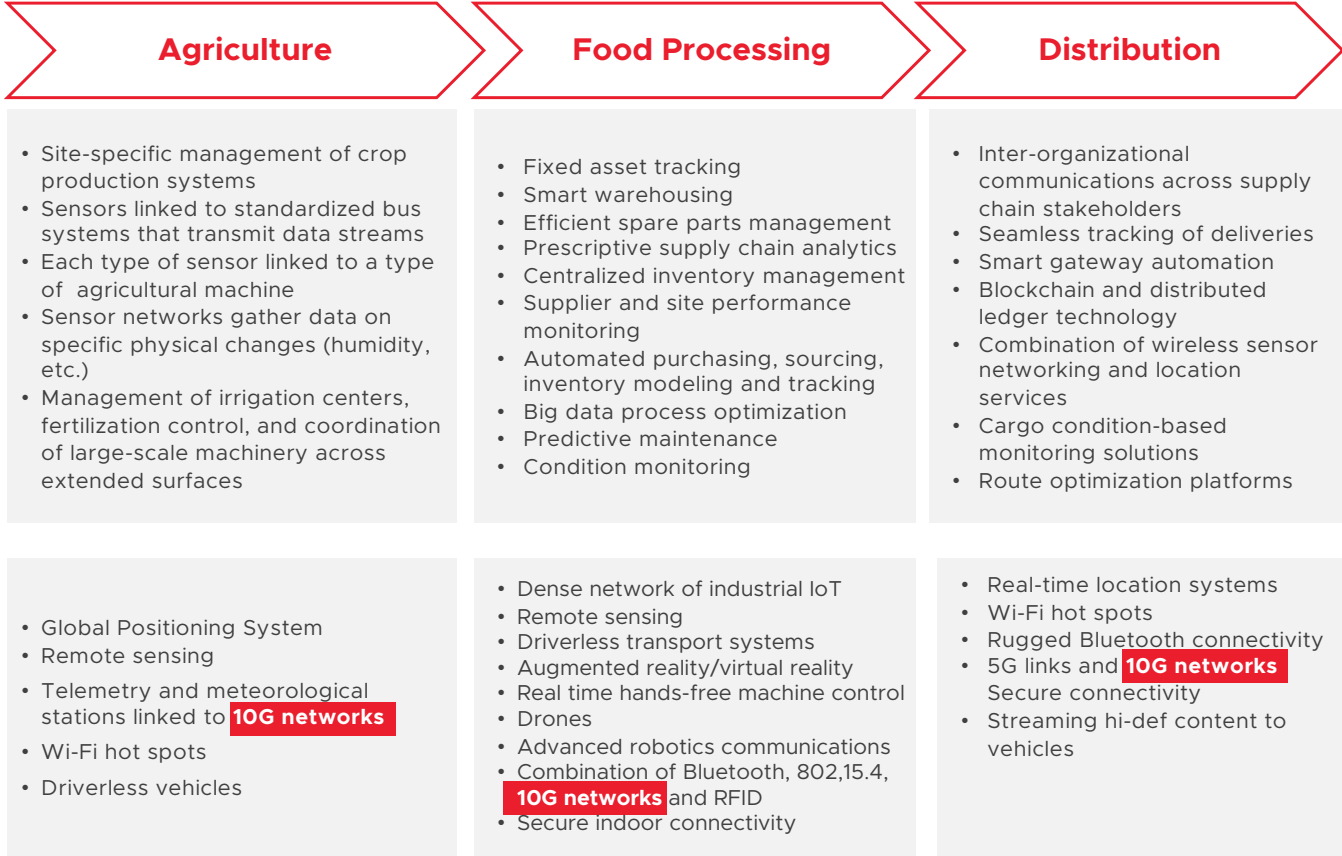 Agriculture
Food Processing
Distribution
• Site-specific management of crop
production systems
• Sensors linked to standardized bus
systems that transmit data streams
• Each type of sensor linked to a type
of  agricultural machine
• Sensor networks gather data on
specific physical changes (humidity,
etc.)
• Management of irrigation centers,
fertilization control, and coordination
of large-scale machinery across
extended surfaces
• Fixed asset tracking
• Smart warehousing
• Efficient spare parts management
• Prescriptive supply chain analytics
• Centralized inventory management
• Supplier and site performance
monitoring
• Automated purchasing, sourcing,
inventory modeling and tracking
• Big data process optimization
• Predictive maintenance
• Condition monitoring
• Inter-organizational
communications across supply
chain stakeholders
• Seamless tracking of deliveries
• Smart gateway automation
• Blockchain and distributed
ledger technology
• Combination of wireless sensor
networking and location
services
• Cargo condition-based
monitoring solutions
• Route optimization platforms
• Global Positioning System
• Remote sensing
• Telemetry and meteorological
stations linked to 10G networks
• Wi-Fi hot spots
• Driverless vehicles
• Dense network of industrial IoT
• Remote sensing
• Driverless transport systems
• Augmented reality/virtual reality
• Real time hands-free machine control
• Drones
• Advanced robotics communications
• Combination of Bluetooth, 802,15.4,
10G networks and RFID
• Secure indoor connectivity
• Real-time location systems
• Wi-Fi hot spots
• Rugged Bluetooth connectivity
• 5G links and 10G networks
Secure connectivity
• Streaming hi-def content to
vehicles